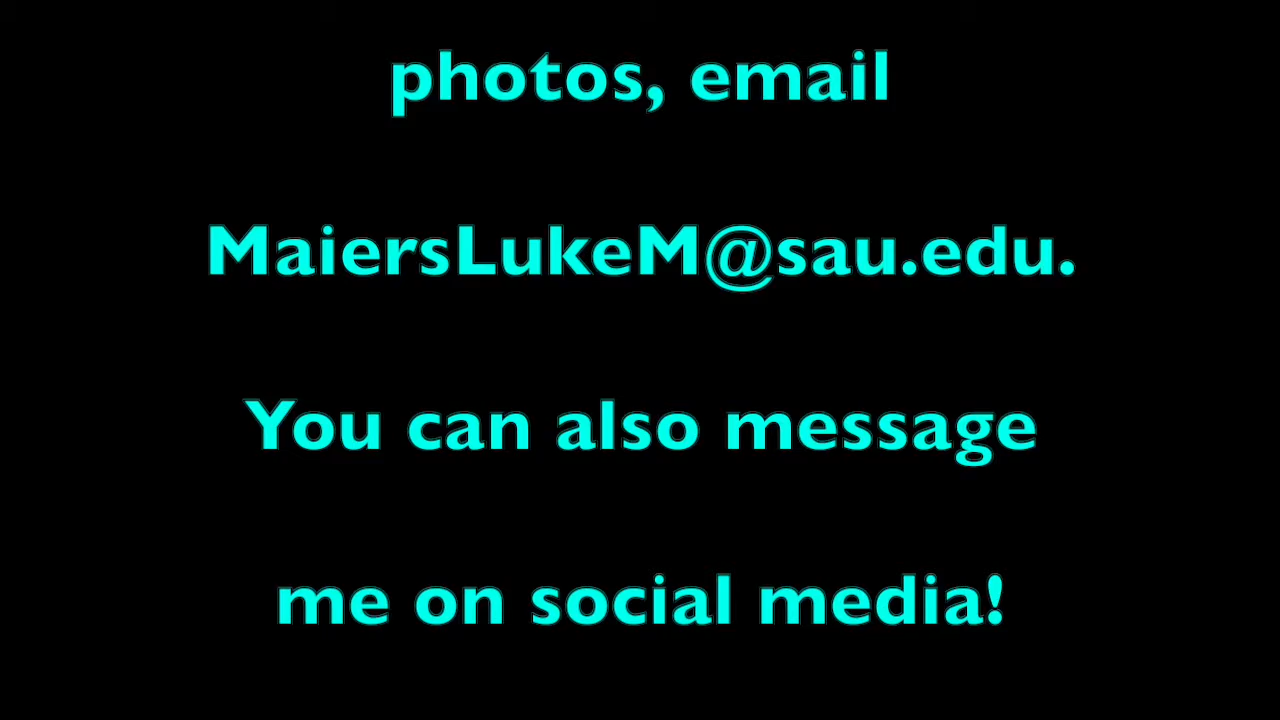 photos, email
MaiersLukeM@sau.edu.
You can also message
me on social media!